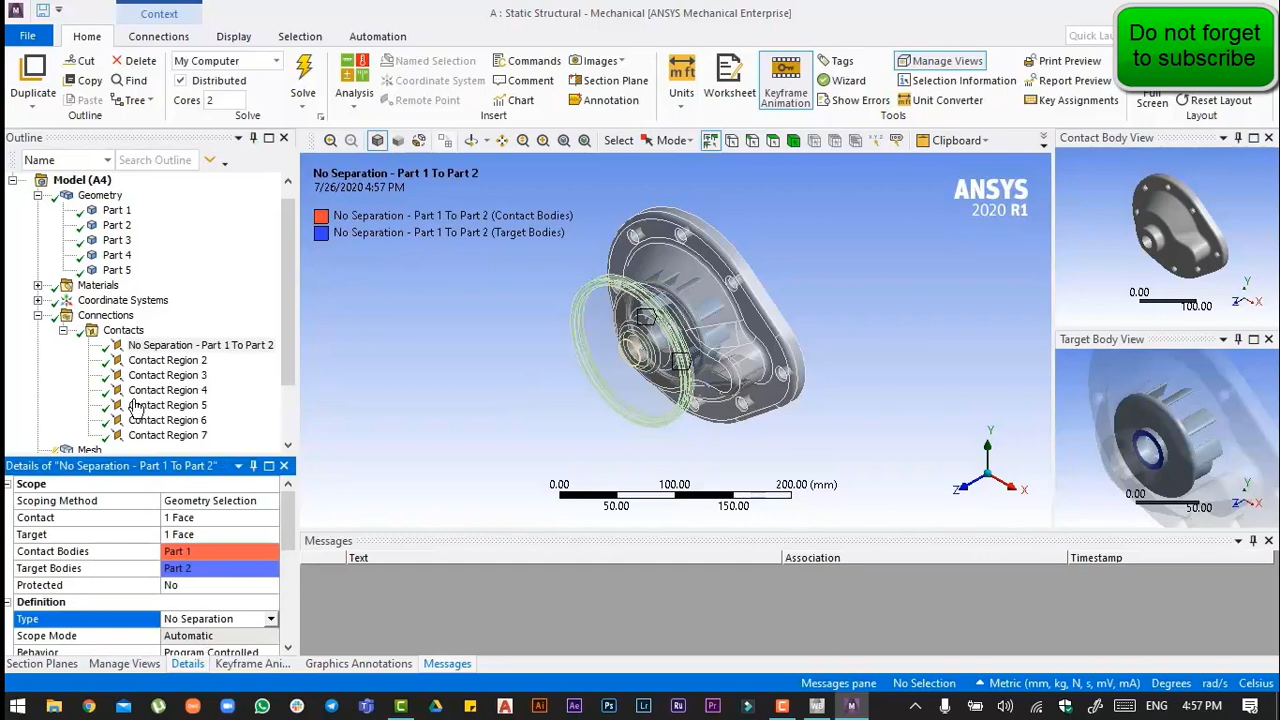 Context
A : Static Structural - Mechanical [ANSYS Mechanical Enterprise]
Do not forget
to subscribe
File
Home
Connections
Display
Selection
Automation
Quick La
Duplicate
Cut
Delete
Copy
Find
Paste
Tree
My Computer
Distributed
Cores 2
Solve
Analysis
Named Selection
Coordinate System
Remote Point
Commands
Comment
Chart
Images
Section Plane
Annotation
Units
Worksheet
Keyframe
Animation
Tags
Wizard
Show Errors
Manage Views
Selection Information
Unit Converter
Print Preview
Report Preview
Key Assignments
Full
Screen
Reset Layout
Outline
Solve
Insert
Tools
Layout
Outline
Name
Search Outline
Select
Mode
Clipboard
Contact Body View
Model (A4)
Geometry
Part 1
Part 2
Part 3
Part 4
Part 5
Materials
Coordinate Systems
Connections
Contacts
No Separation - Part 1 To Part 2
Contact Region 2
Contact Region 3
Contact Region 4
Contact Region 5
Contact Region 6
Contact Region 7
Mesh
No Separation - Part 1 To Part 2
7/26/2020 4:57 PM
No Separation - Part 1 To Part 2 (Contact Bodies)
No Separation - Part 1 To Part 2 (Target Bodies)
ANSYS
2020 R1
0.00 100.00 200.00 (mm)
50.00 150.00
Y
Z
X
0.00
100.00
Y
Z X
Target Body View
0.00
50.00
Y
Z X
Details of "No Separation - Part 1 To Part 2"
Scope
Scoping Method Geometry Selection
Contact 1 Face
Target 1 Face
Contact Bodies Part 1
Target Bodies Part 2
Protected No
Definition
Type No Separation
Scope Mode Automatic
Behavior Program Controlled
Messages
Text Association Timestamp
Section Planes
Manage Views
Details
Keyframe Ani...
Graphics Annotations
Messages
Messages pane
No Selection
Metric (mm, kg, N, s, mV, mA)
Degrees
rad/s
Celsius
ENG 4:57 PM